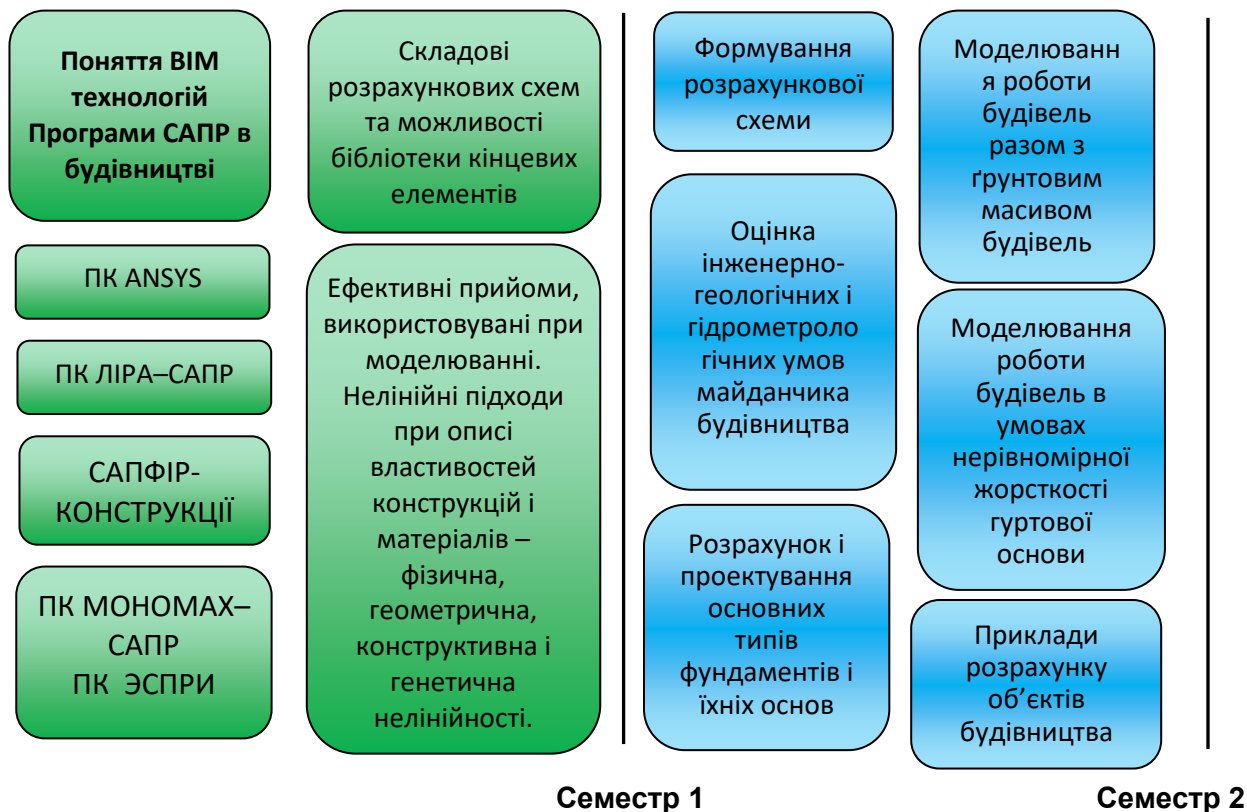 Поняття BIM
технологій
Програми САПР в
будівництві
ПК ANSYS
ПК ЛІРА–САПР
САПФІР-
КОНСТРУКЦІЇ
ПК МОНОМАХ–
САПР
ПК ЭСПРИ
Складові
розрахункових схем
та можливості
бібліотеки кінцевих
елементів
Ефективні прийоми,
використовувані при
моделюванні.
Нелінійні підходи
при описі
властивостей
конструкцій і
матеріалів –
фізична,
геометрична,
конструктивна і
генетична
нелінійності.
Формування
розрахункової
схеми
Оцінка
інженерно-
геологічних і
гідрометроло
гічних умов
майданчика
будівництва
Розрахунок і
проектування
основних
типів
фундаментів і
їхніх основ
Моделюванн
я роботи
будівель
разом з
ґрунтовим
масивом
будівель
Моделювання
роботи
будівель в
умовах
нерівномірної
жорсткості
гуртової
основи
Приклади
розрахунку
об’єктів
будівництва
Семестр 1
Семестр 2